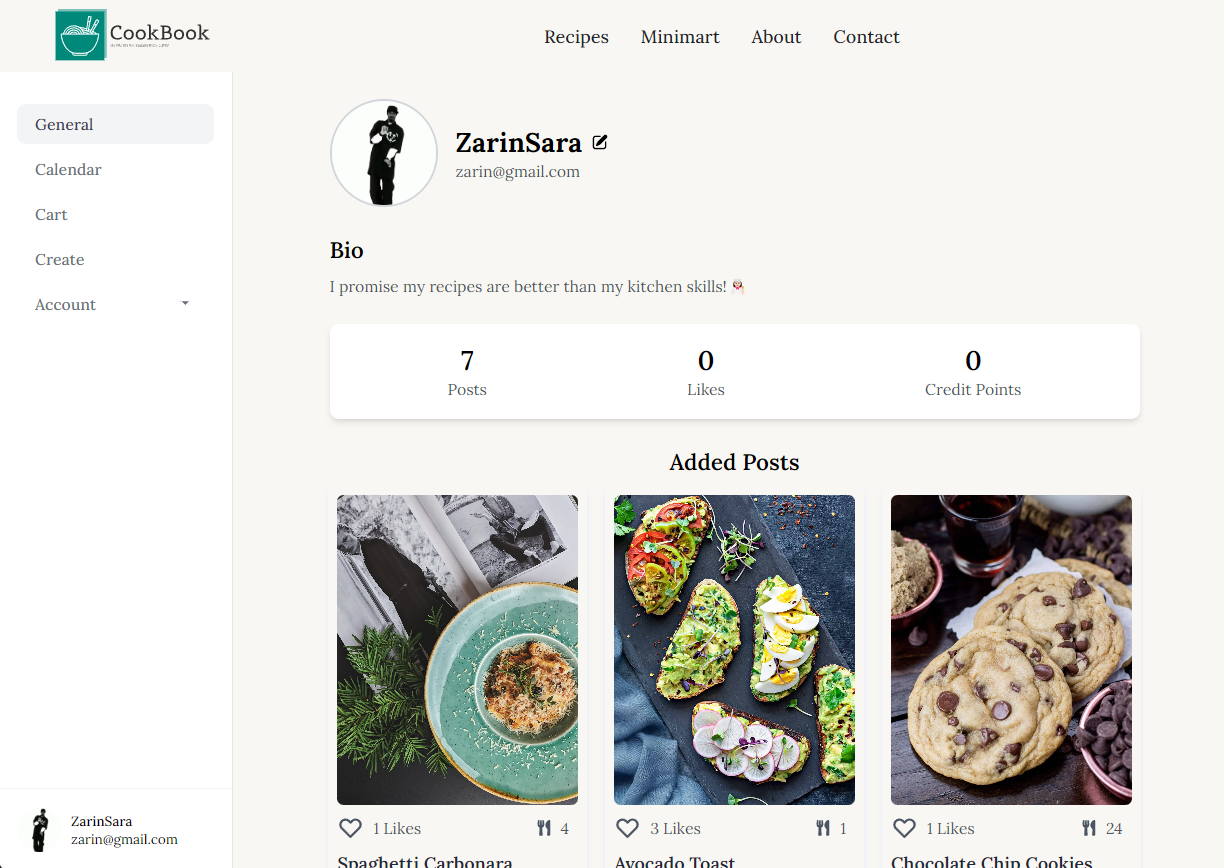 CookBook
Recipes Minimart About Contact
General
Calendar
Cart
Create
Account
ZarinSara
zarin@gmail.com
Bio
I promise my recipes are better than my kitchen skills!
7 0 0
Posts Likes Credit Points
Added Posts
1 Likes 4 3 Likes 1 1 Likes 24
Spaghetti Carbonara Avocado Toast Chocolate Chip Cookies
ZarinSara
zarin@gmail.com